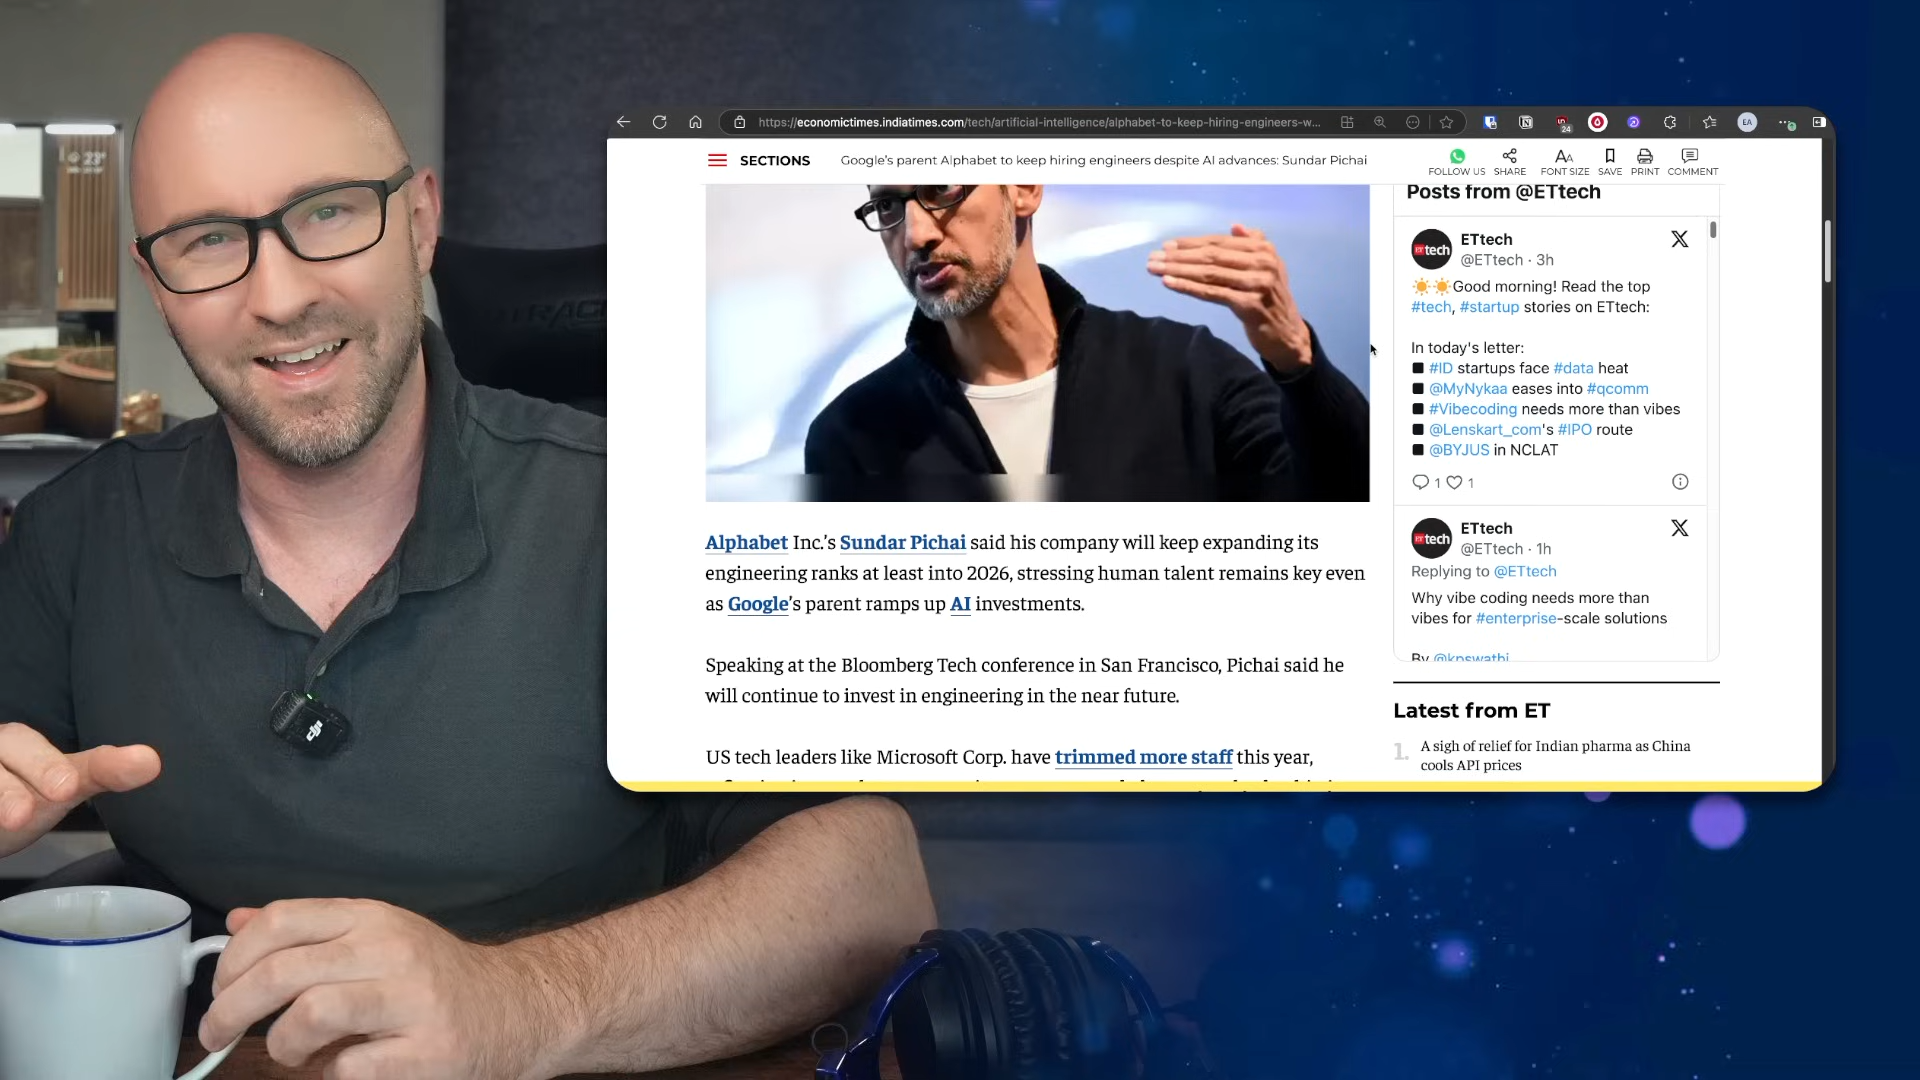 23°
https://economictimes.indiatimes.com/tech/artificial-intelligence/alphabet-to-keep-hiring-engineers-w...
24
EA
SECTIONS
Google's parent Alphabet to keep hiring engineers despite AI advances: Sundar Pichai
FOLLOW US
SHARE
FONT SIZE
SAVE
PRINT
COMMENT
Alphabet Inc.'s Sundar Pichai said his company will keep expanding its
engineering ranks at least into 2026, stressing human talent remains key even
as Google's parent ramps up AI investments.
Speaking at the Bloomberg Tech conference in San Francisco, Pichai said he
will continue to invest in engineering in the near future.
US tech leaders like Microsoft Corp. have trimmed more staff this year,
Posts from @ETtech
ETtech
@ETtech · 3h
☀️☀️Good morning! Read the top
#tech, #startup stories on ETtech:
In today's letter:
■ #ID startups face #data heat
■ @MyNykaa eases into #qcomm
■ #Vibecoding needs more than vibes
■ @Lenskart_com's #IPO route
■ @BYJUS in NCLAT
1 1
ETtech
@ETtech · 1h
Replying to @ETtech
Why vibe coding needs more than
vibes for #enterprise-scale solutions
By @kpswathi
Latest from ET
1. A sigh of relief for Indian pharma as China
cools API prices
ETtech
ETtech
dji